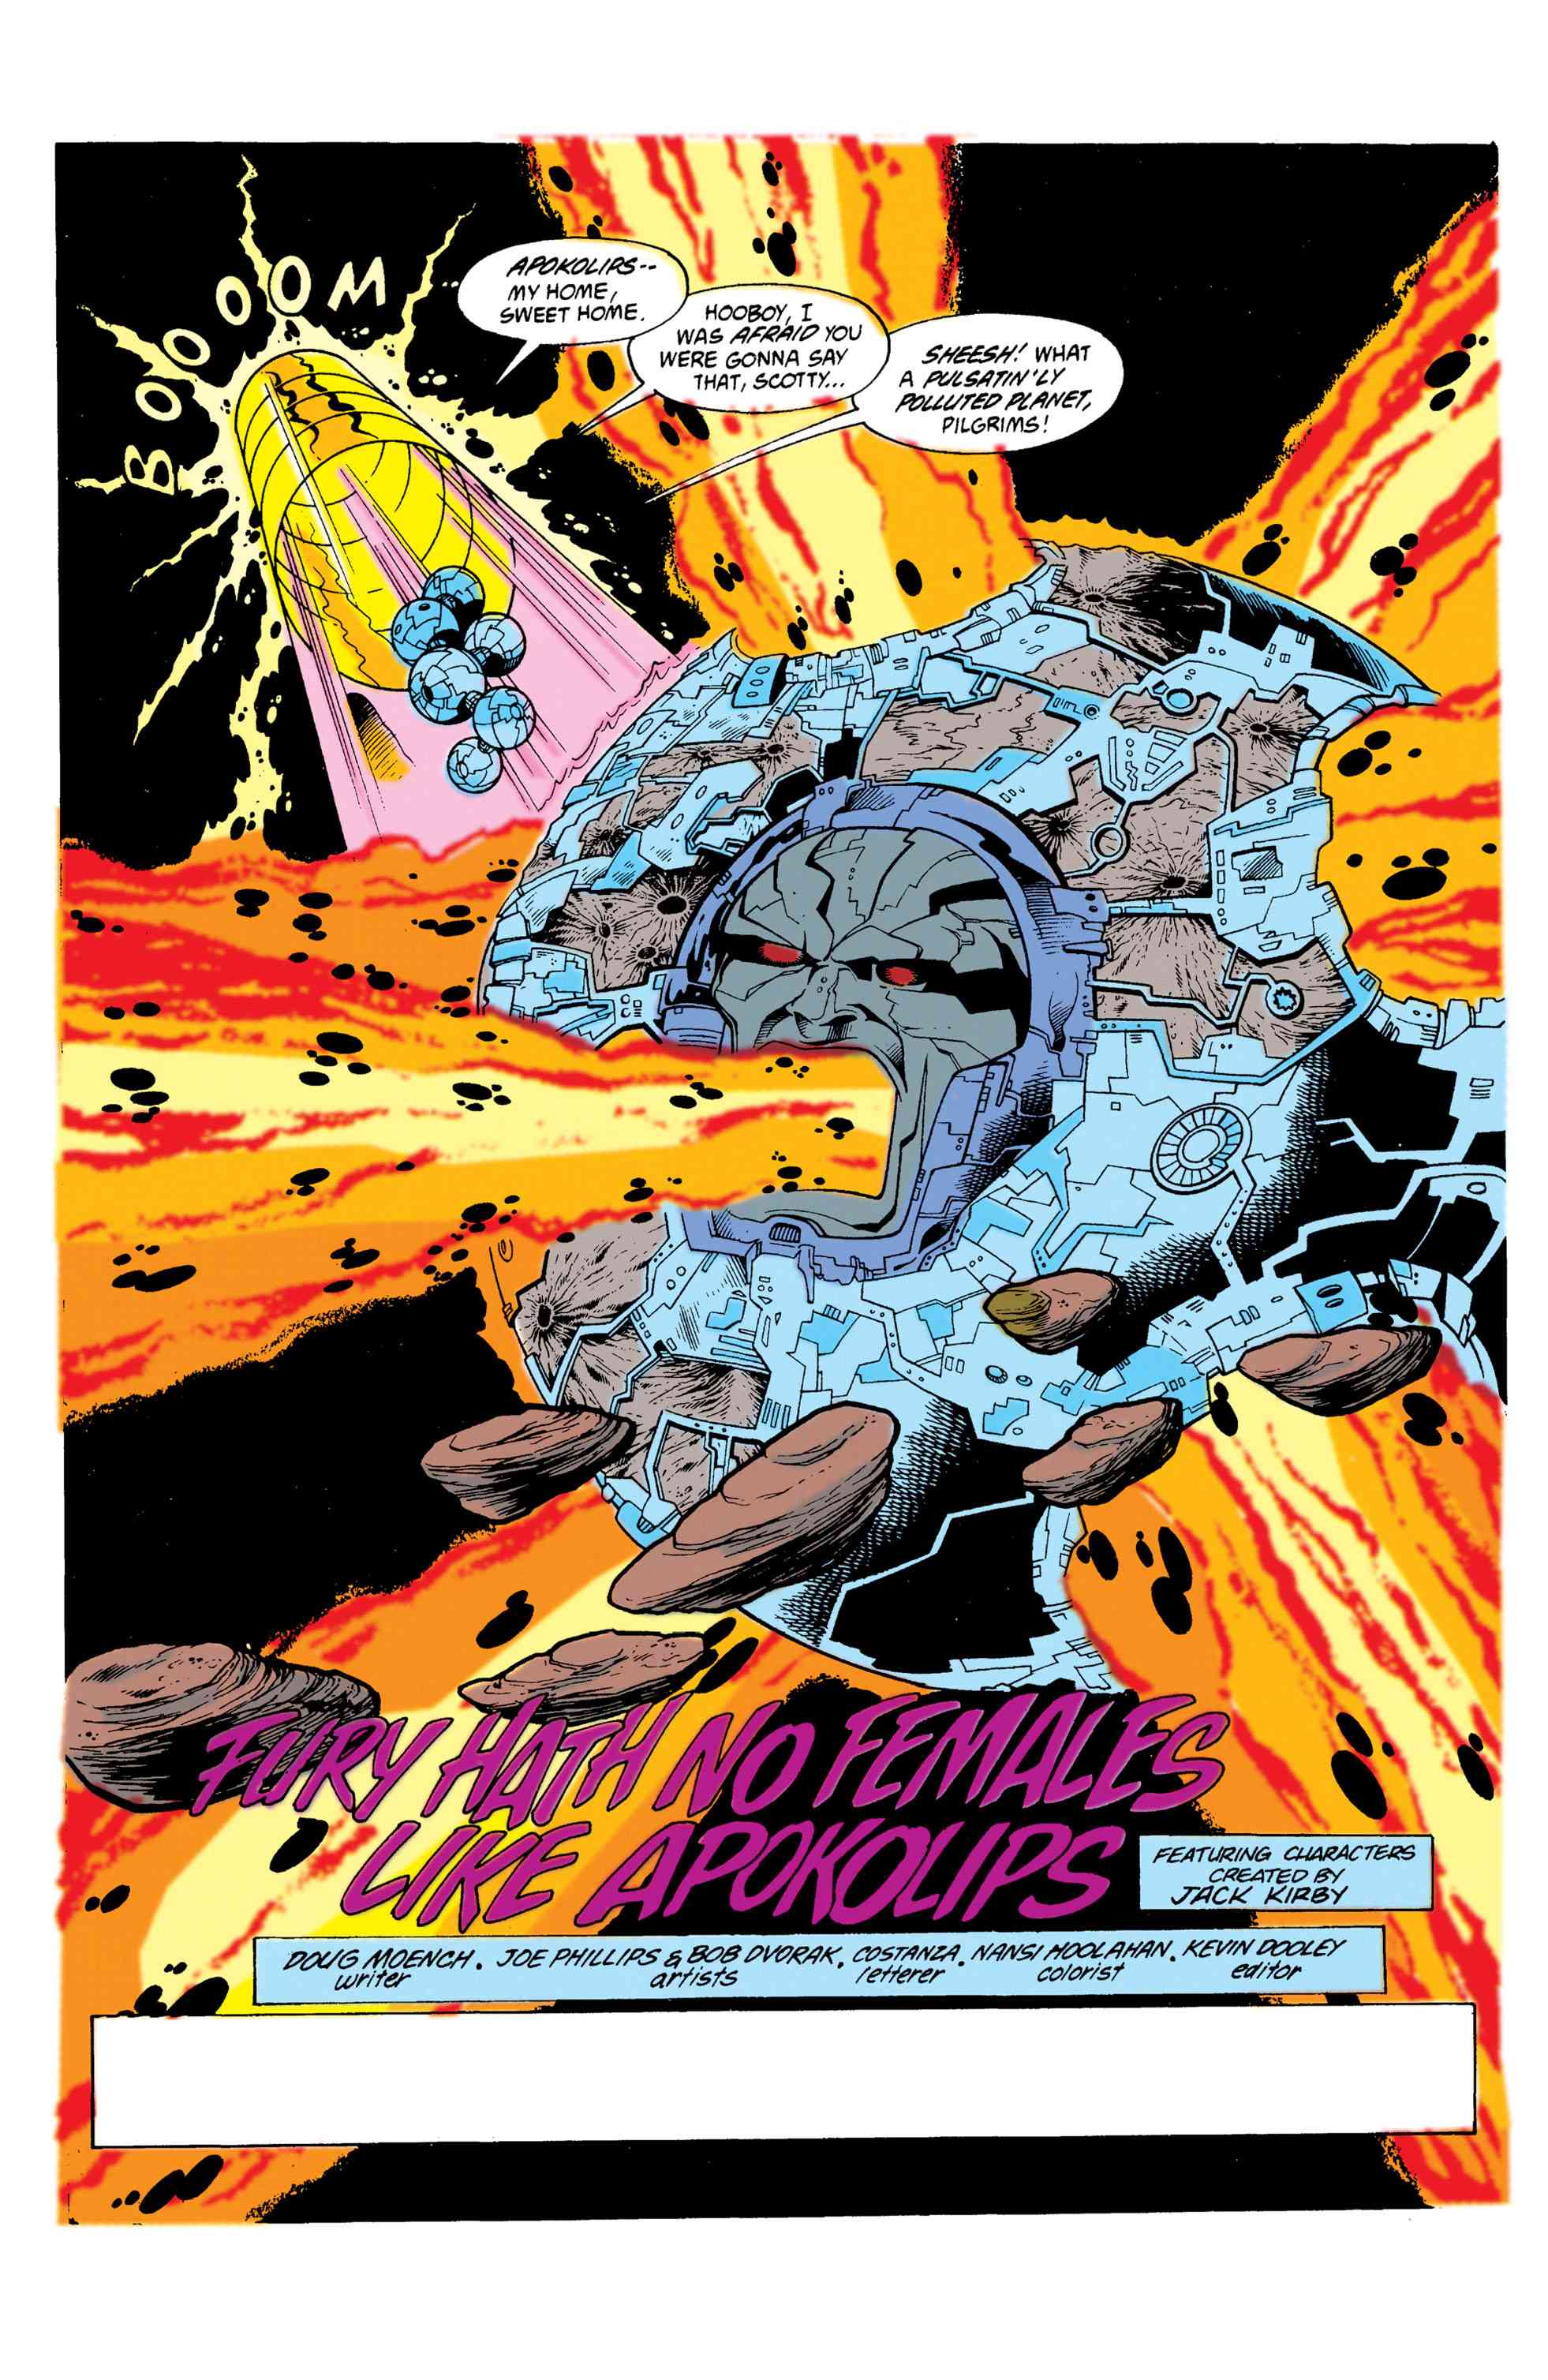 BOOOOM
APOKOLIPS--
MY HOME,
SWEET HOME.
HOOBOY, I
WAS AFRAID YOU
WERE GONNA SAY
THAT, SCOTTY...
SHEESH! WHAT
A PULSATIN'LY
POLLUTED PLANET,
PILGRIMS!
FURY HATH NO FEMALES
LIKE APOKOLIPS
FEATURING CHARACTERS
CREATED BY
JACK KIRBY
DOUG MOENCH. JOE PHILLIPS & BOB DVORAK. COSTANZA. NANSI HOOLAHAN. KEVIN DOOLEY
writer artists letterer colorist editor